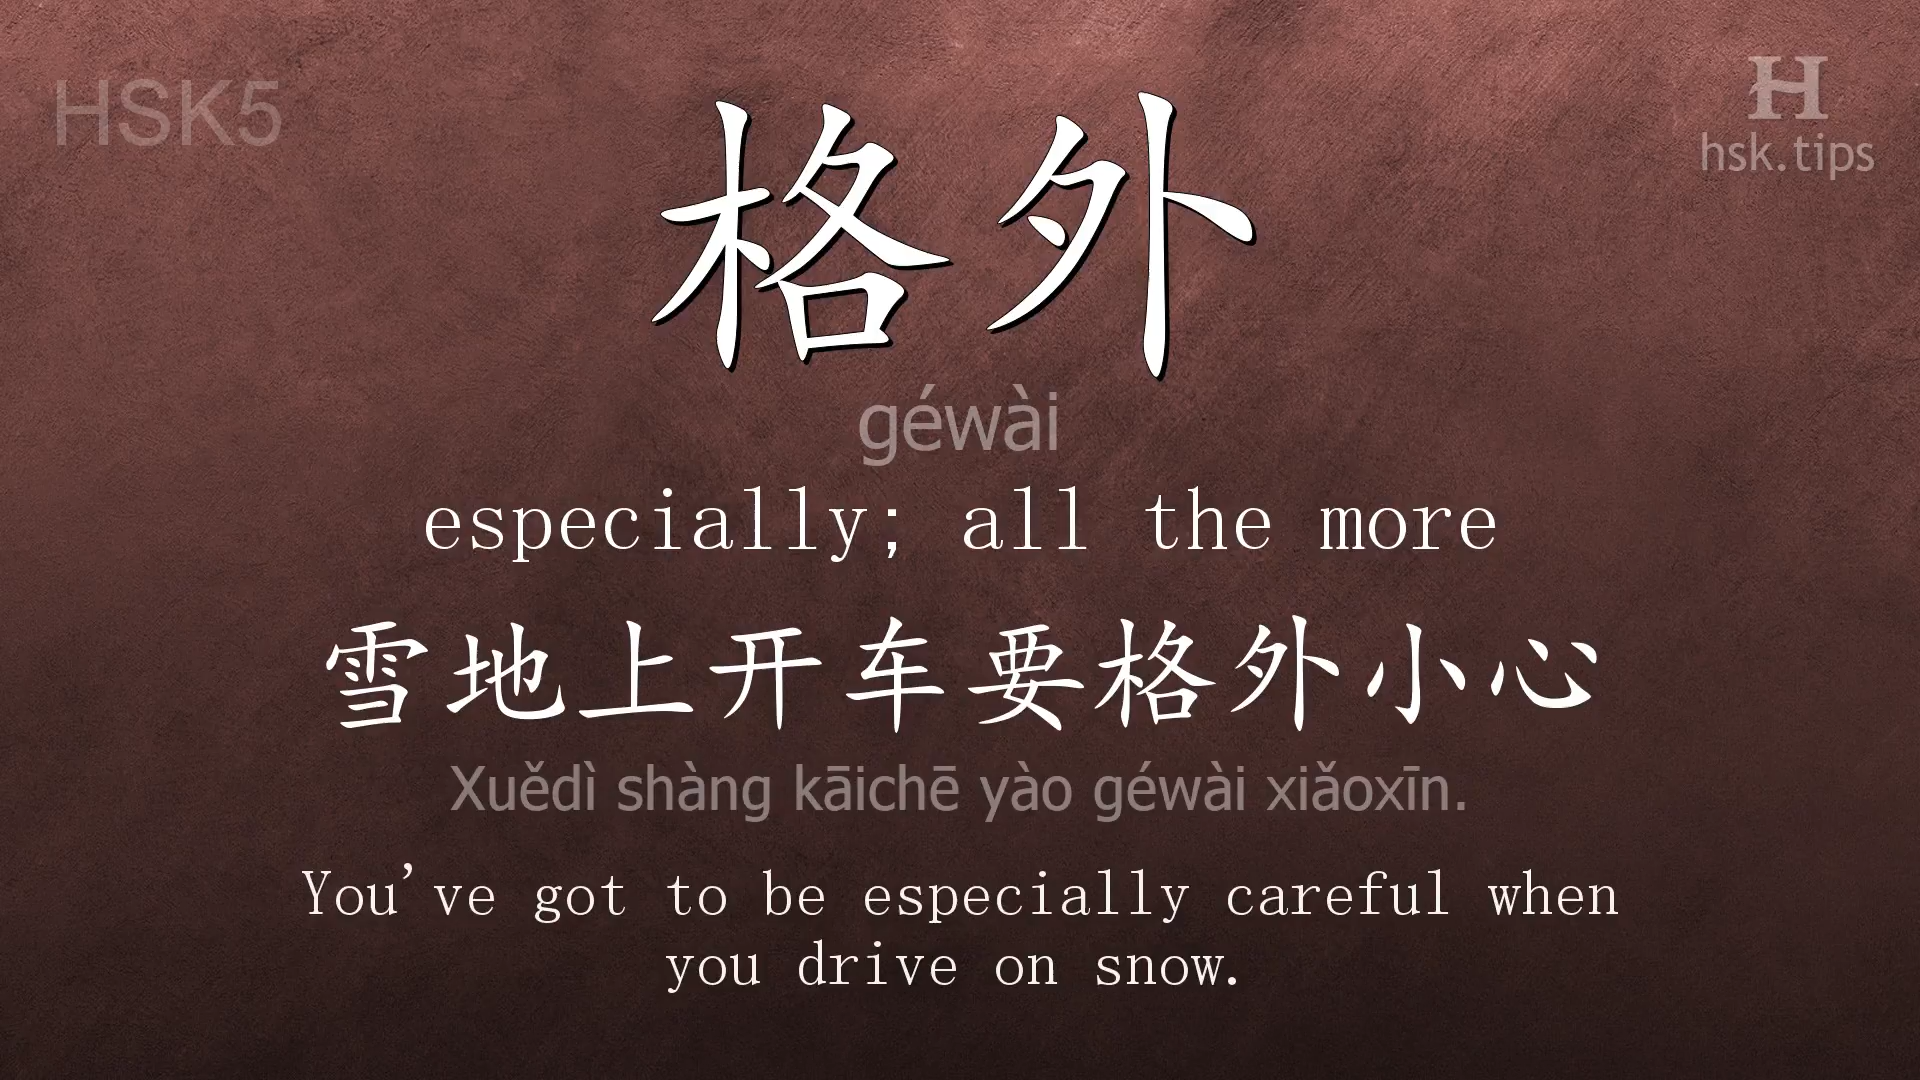 HSK5
H
hsk.tips
格外
géwài
especially; all the more
雪地上开车要格外小心
Xuědì shàng kāichē yào géwài xiǎoxīn.
You've got to be especially careful when
you drive on snow.